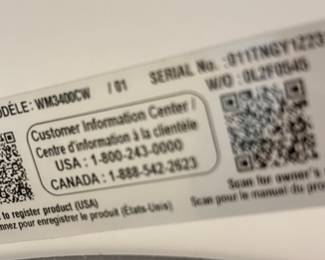 MODÈLE: WM3400CW / 01
SERIAL No. : 011TNGY1Z23
W/O : 0L2F0545
Customer Information Center /
Centre d'information à la clientèle
USA : 1-800-243-0000
CANADA : 1-888-542-2623
to register product (USA)
pour enregistrer le produit (États-Unis)
Scan for owner's
Scan pour le manuel du